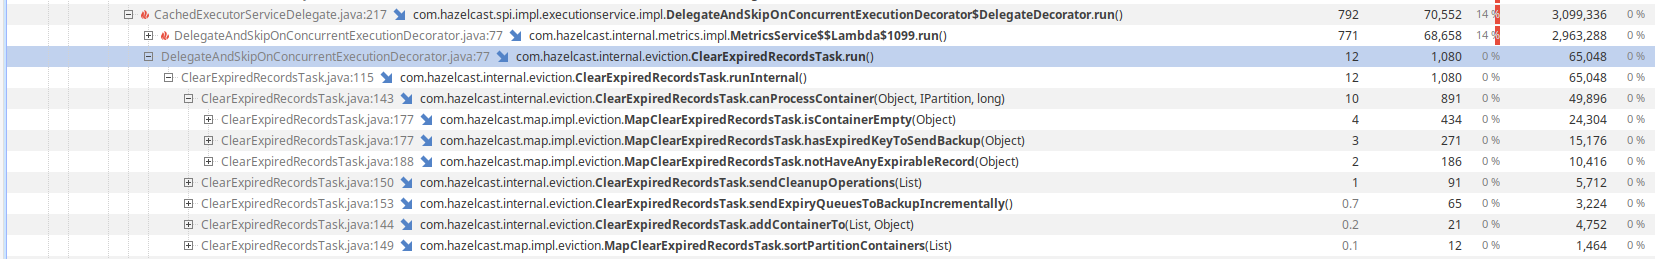 CachedExecutorServiceDelegate.java:217 com.hazelcast.spi.impl.executionservice.impl.DelegateAndSkipOnConcurrentExecutionDecorator$DelegateDecorator.run() 792 70,552 14 % 3,099,336 0 %
DelegateAndSkipOnConcurrentExecutionDecorator.java:77 com.hazelcast.internal.metrics.impl.MetricsService$$Lambda$1099.run() 771 68,658 14 % 2,963,288 0 %
DelegateAndSkipOnConcurrentExecutionDecorator.java:77 com.hazelcast.internal.eviction.ClearExpiredRecordsTask.run() 12 1,080 0 % 65,048 0 %
ClearExpiredRecordsTask.java:115 com.hazelcast.internal.eviction.ClearExpiredRecordsTask.runInternal() 12 1,080 0 % 65,048 0 %
ClearExpiredRecordsTask.java:143 com.hazelcast.internal.eviction.ClearExpiredRecordsTask.canProcessContainer(Object, IPartition, long) 10 891 0 % 49,896 0 %
ClearExpiredRecordsTask.java:177 com.hazelcast.map.impl.eviction.MapClearExpiredRecordsTask.isContainerEmpty(Object) 4 434 0 % 24,304 0 %
ClearExpiredRecordsTask.java:177 com.hazelcast.map.impl.eviction.MapClearExpiredRecordsTask.hasExpiredKeyToSendBackup(Object) 3 271 0 % 15,176 0 %
ClearExpiredRecordsTask.java:188 com.hazelcast.map.impl.eviction.MapClearExpiredRecordsTask.notHaveAnyExpirableRecord(Object) 2 186 0 % 10,416 0 %
ClearExpiredRecordsTask.java:150 com.hazelcast.internal.eviction.ClearExpiredRecordsTask.sendCleanupOperations(List) 1 91 0 % 5,712 0 %
ClearExpiredRecordsTask.java:153 com.hazelcast.internal.eviction.ClearExpiredRecordsTask.sendExpiryQueuesToBackupIncrementally() 0.7 65 0 % 3,224 0 %
ClearExpiredRecordsTask.java:144 com.hazelcast.internal.eviction.ClearExpiredRecordsTask.addContainerTo(List, Object) 0.2 21 0 % 4,752 0 %
ClearExpiredRecordsTask.java:149 com.hazelcast.map.impl.eviction.MapClearExpiredRecordsTask.sortPartitionContainers(List) 0.1 12 0 % 1,464 0 %